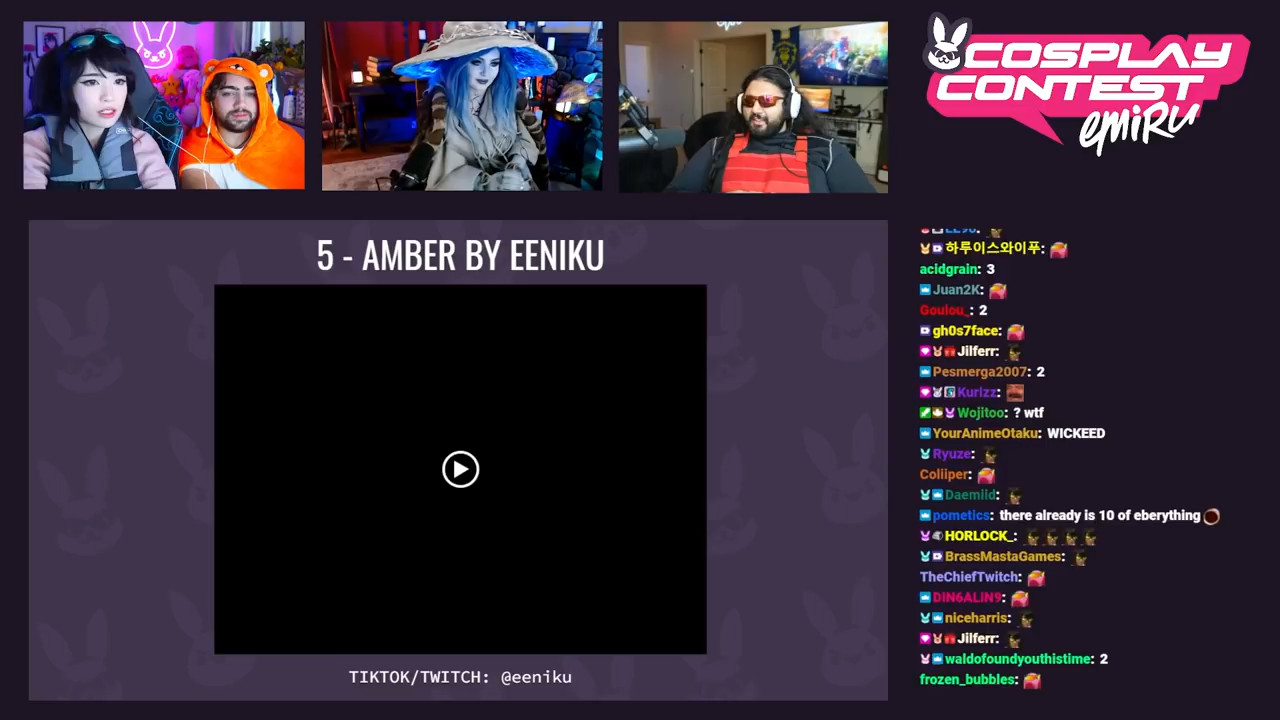 COSPLAY
CONTEST
emiru
5 - AMBER BY EENIKU
TIKTOK/TWITCH: @eeniku
하루이스와이푸:
acidgrain: 3
Juan2K:
Goulou_: 2
gh0s7face:
Jilferr:
Pesmerga2007: 2
Kurizz:
Wojitoo: ? wtf
YourAnimeOtaku: WICKEED
Ryuze:
Coliiper:
Daemiid:
pometics: there already is 10 of eberything
HORLOCK_:
BrassMastaGames:
TheChiefTwitch:
DIN6ALIN9:
niceharris:
Jilferr:
waldofoundyouthistime: 2
frozen_bubbles: